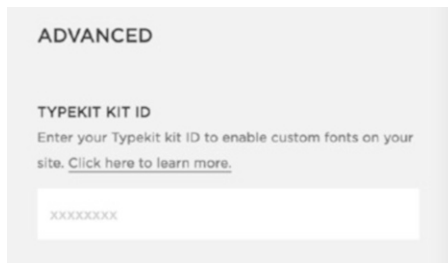 ADVANCED
TYPEKIT KIT ID
Enter your Typekit kit ID to enable custom fonts on your
site. Click here to learn more.
xxxxxxxx